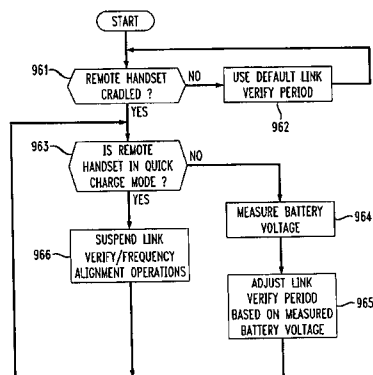 START
961
REMOTE HANDSET
CRADLED ?
NO
USE DEFAULT LINK
VERIFY PERIOD
962
YES
963
IS REMOTE
HANDSET IN QUICK
CHARGE MODE ?
NO
YES
MEASURE BATTERY
VOLTAGE
964
966
SUSPEND LINK
VERIFY/FREQUENCY
ALIGNMENT OPERATIONS
ADJUST LINK
VERIFY PERIOD
BASED ON MEASURED
BATTERY VOLTAGE
965